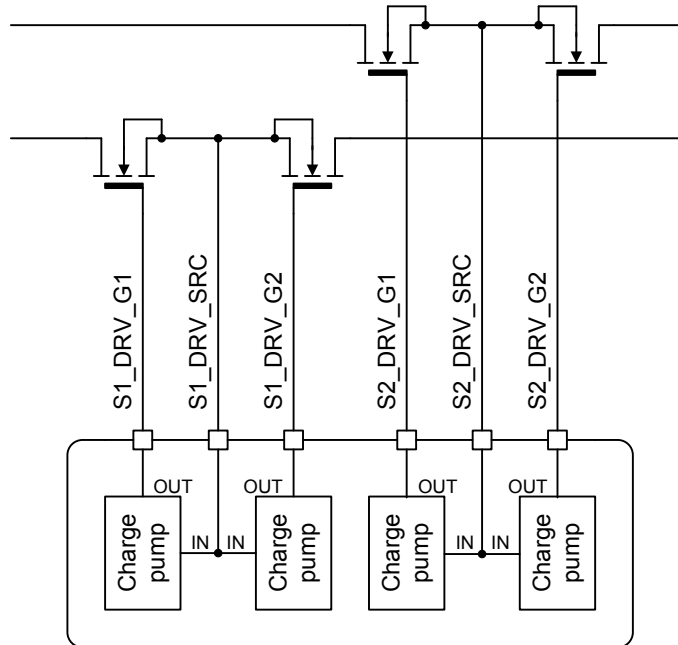 S1_DRV_G1
S1_DRV_SRC
S1_DRV_G2
S2_DRV_G1
S2_DRV_SRC
S2_DRV_G2
OUT
OUT
OUT
OUT
Charge
pump
IN
IN
Charge
pump
Charge
pump
IN
IN
Charge
pump